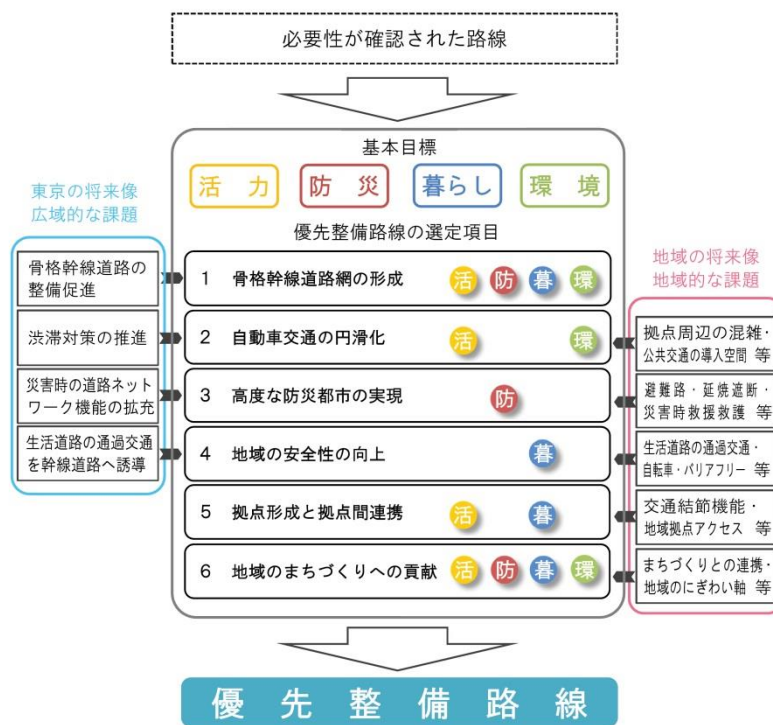 必要性が確認された路線
基本目標
活 力
防 災
暮らし
環 境
優先整備路線の選定項目
東京の将来像
広域的な課題
骨格幹線道路の
整備促進
渋滞対策の推進
災害時の道路ネット
ワーク機能の拡充
生活道路の通過交通
を幹線道路へ誘導
1 骨格幹線道路網の形成 活 防 暮 環
2 自動車交通の円滑化 活 環
3 高度な防災都市の実現 防
4 地域の安全性の向上 暮
5 拠点形成と拠点間連携 活 暮
6 地域のまちづくりへの貢献 活 防 暮 環
地域の将来像
地域的な課題
拠点周辺の混雑・
公共交通の導入空間 等
避難路・延焼遮断・
災害時救援救護 等
生活道路の通過交通・
自転車・バリアフリー 等
交通結節機能・
地域拠点アクセス 等
まちづくりとの連携・
地域のにぎわい軸 等
優先整備路線